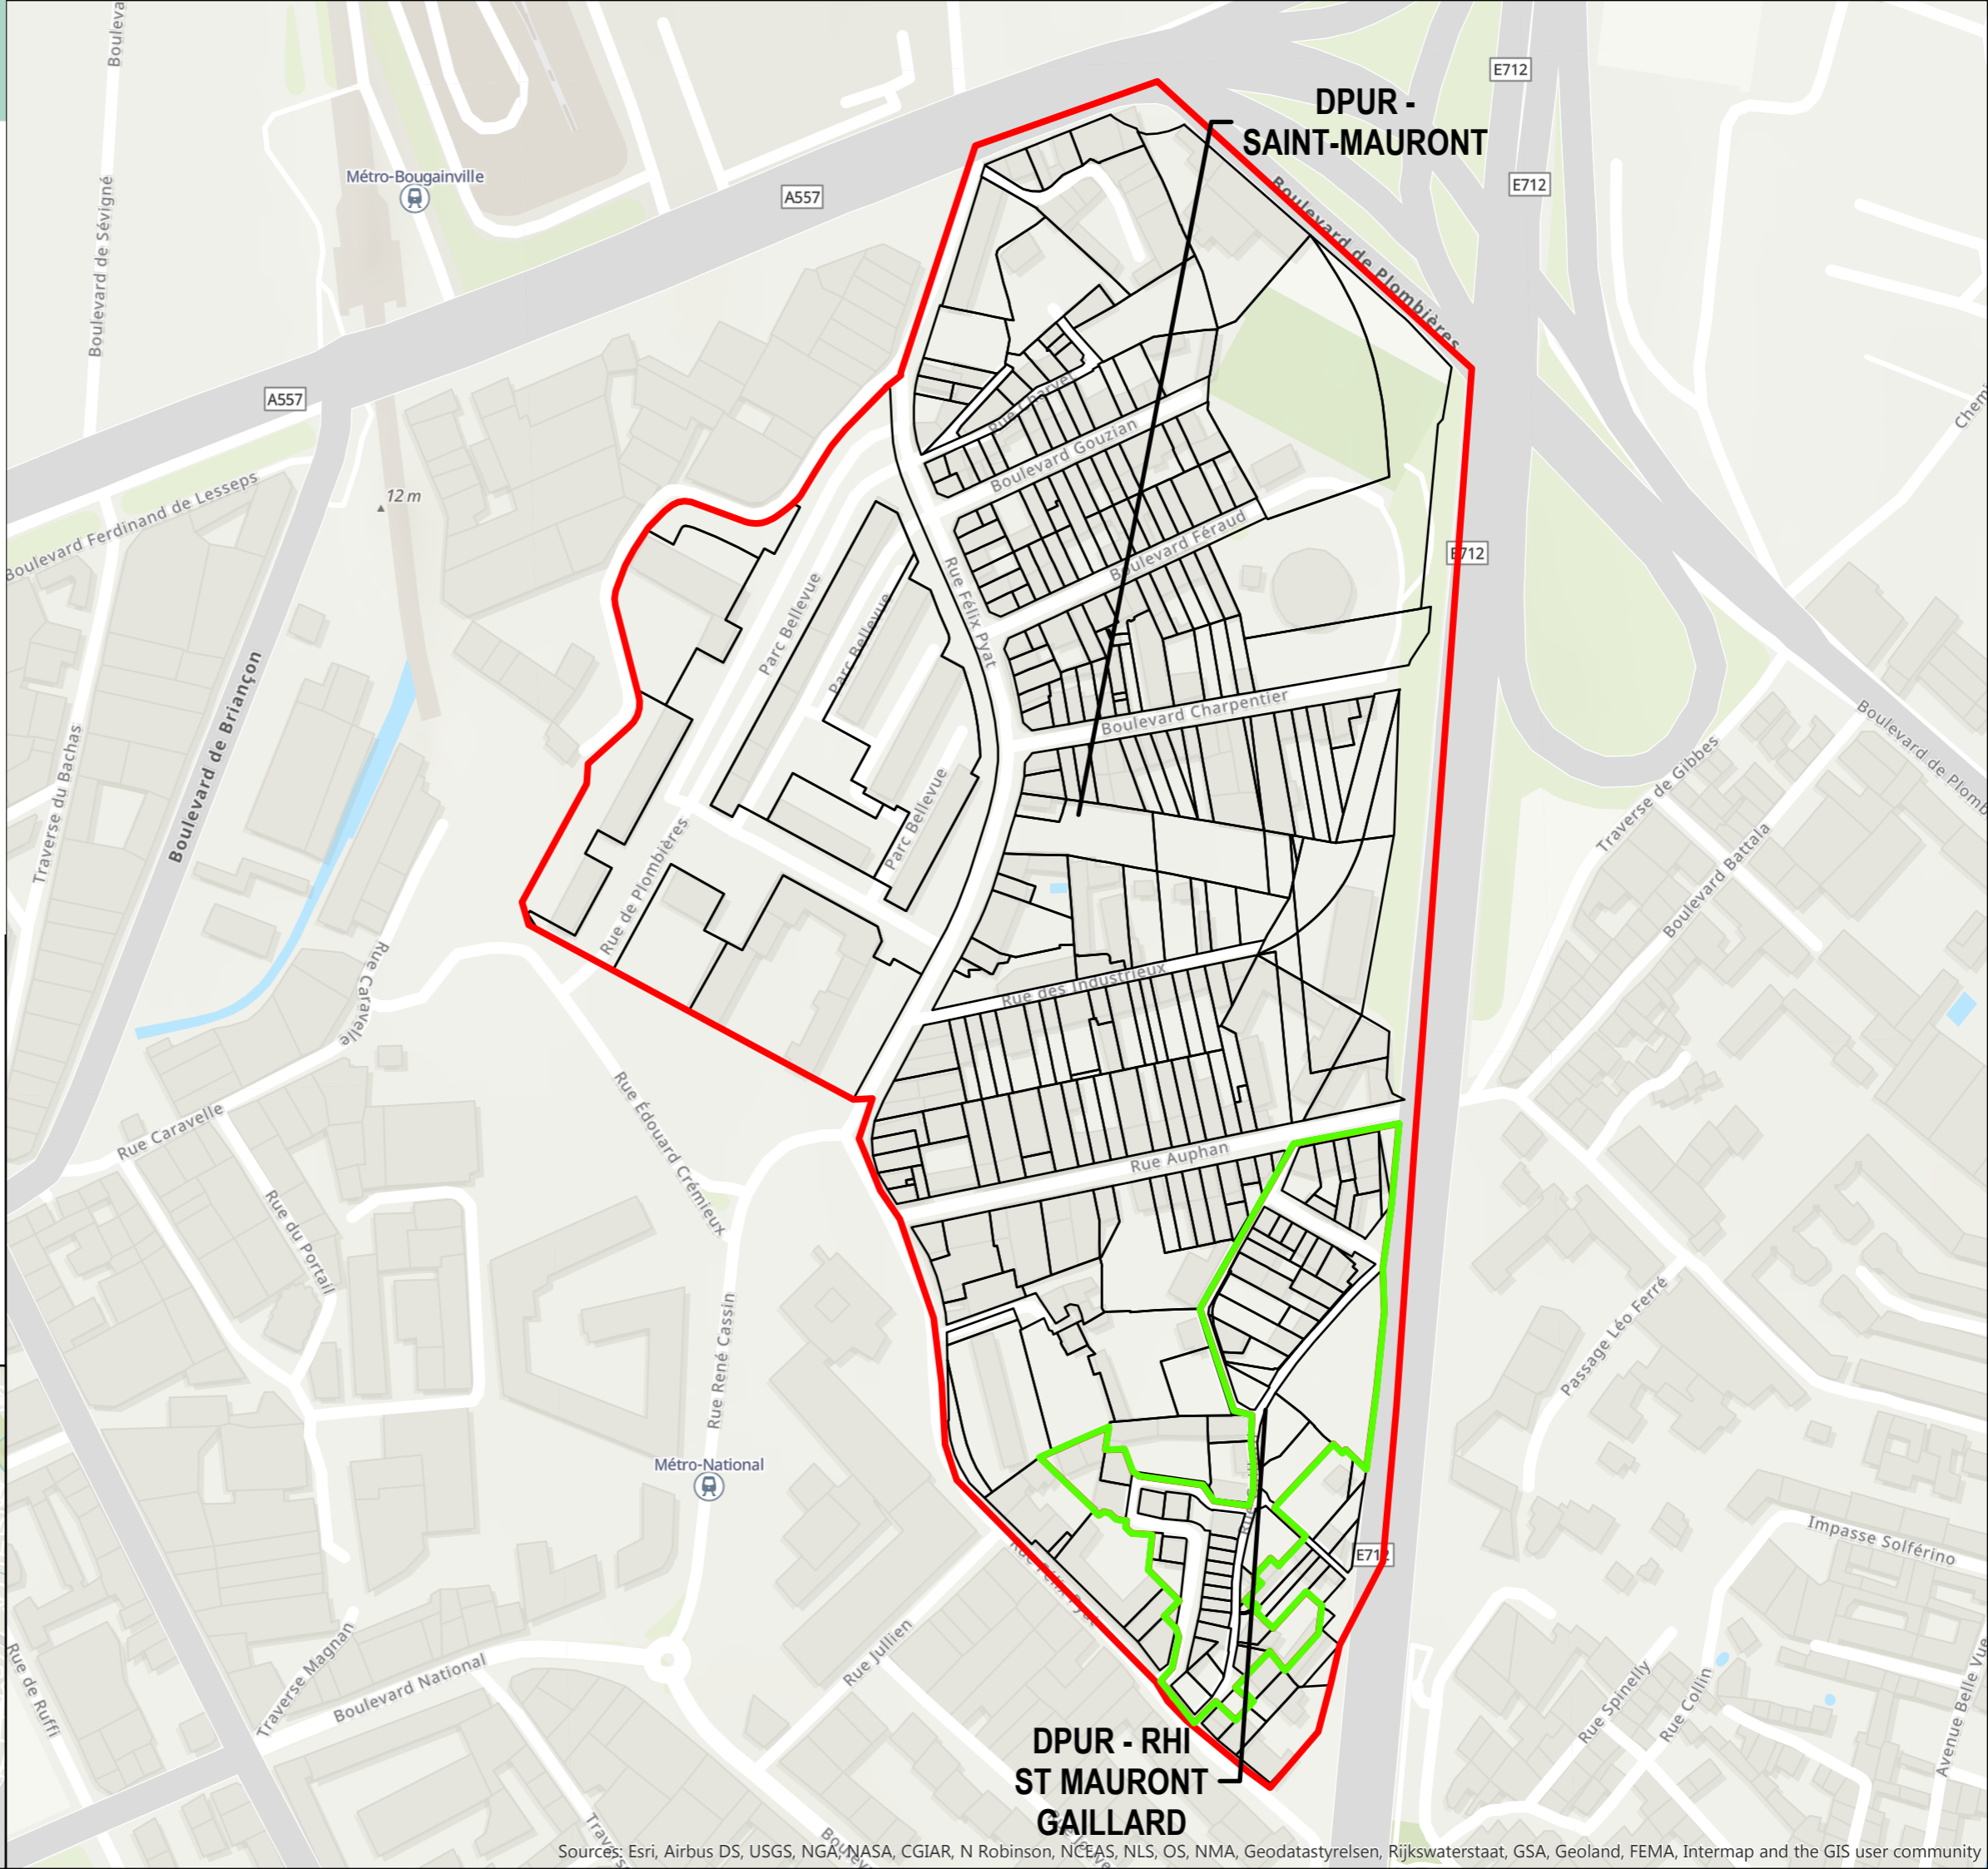 Boulevard de Sévigné
Métro-Bougainville
A557
A557
E712
E712
E712
E712
DPUR -
SAINT-MAURONT
Boulevard de Plombières
Rue Charvet
Boulevard Gouzian
Boulevard Féraud
Boulevard Charpentier
Rue Félix Pyat
Parc Bellevue
Parc Bellevue
Parc Bellevue
Rue de Plombières
12 m
Boulevard Ferdinand de Lesseps
Boulevard de Briançon
Traverse du Bachas
Rue Caravelle
Rue Caravelle
Rue Édouard Crémieux
Rue du Portail
Rue René Cassin
Rue des Industrieux
Rue Auphan
Traverse de Gibbes
Boulevard Battala
Boulevard de Plomb
Passage Léo Ferré
Impasse Solférino
Métro-National
Rue Félix Pyat
Rue Jullien
Traverse Magnan
Boulevard National
Rue de Ruffi
Rue Spinelly
Rue Collin
Avenue Belle Vue
DPUR - RHI
ST MAURONT
GAILLARD
Sources: Esri, Airbus DS, USGS, NGA, NASA, CGIAR, N Robinson, NCEAS, NLS, OS, NMA, Geodatastyrelsen, Rijkswaterstaat, GSA, Geoland, FEMA, Intermap and the GIS user community